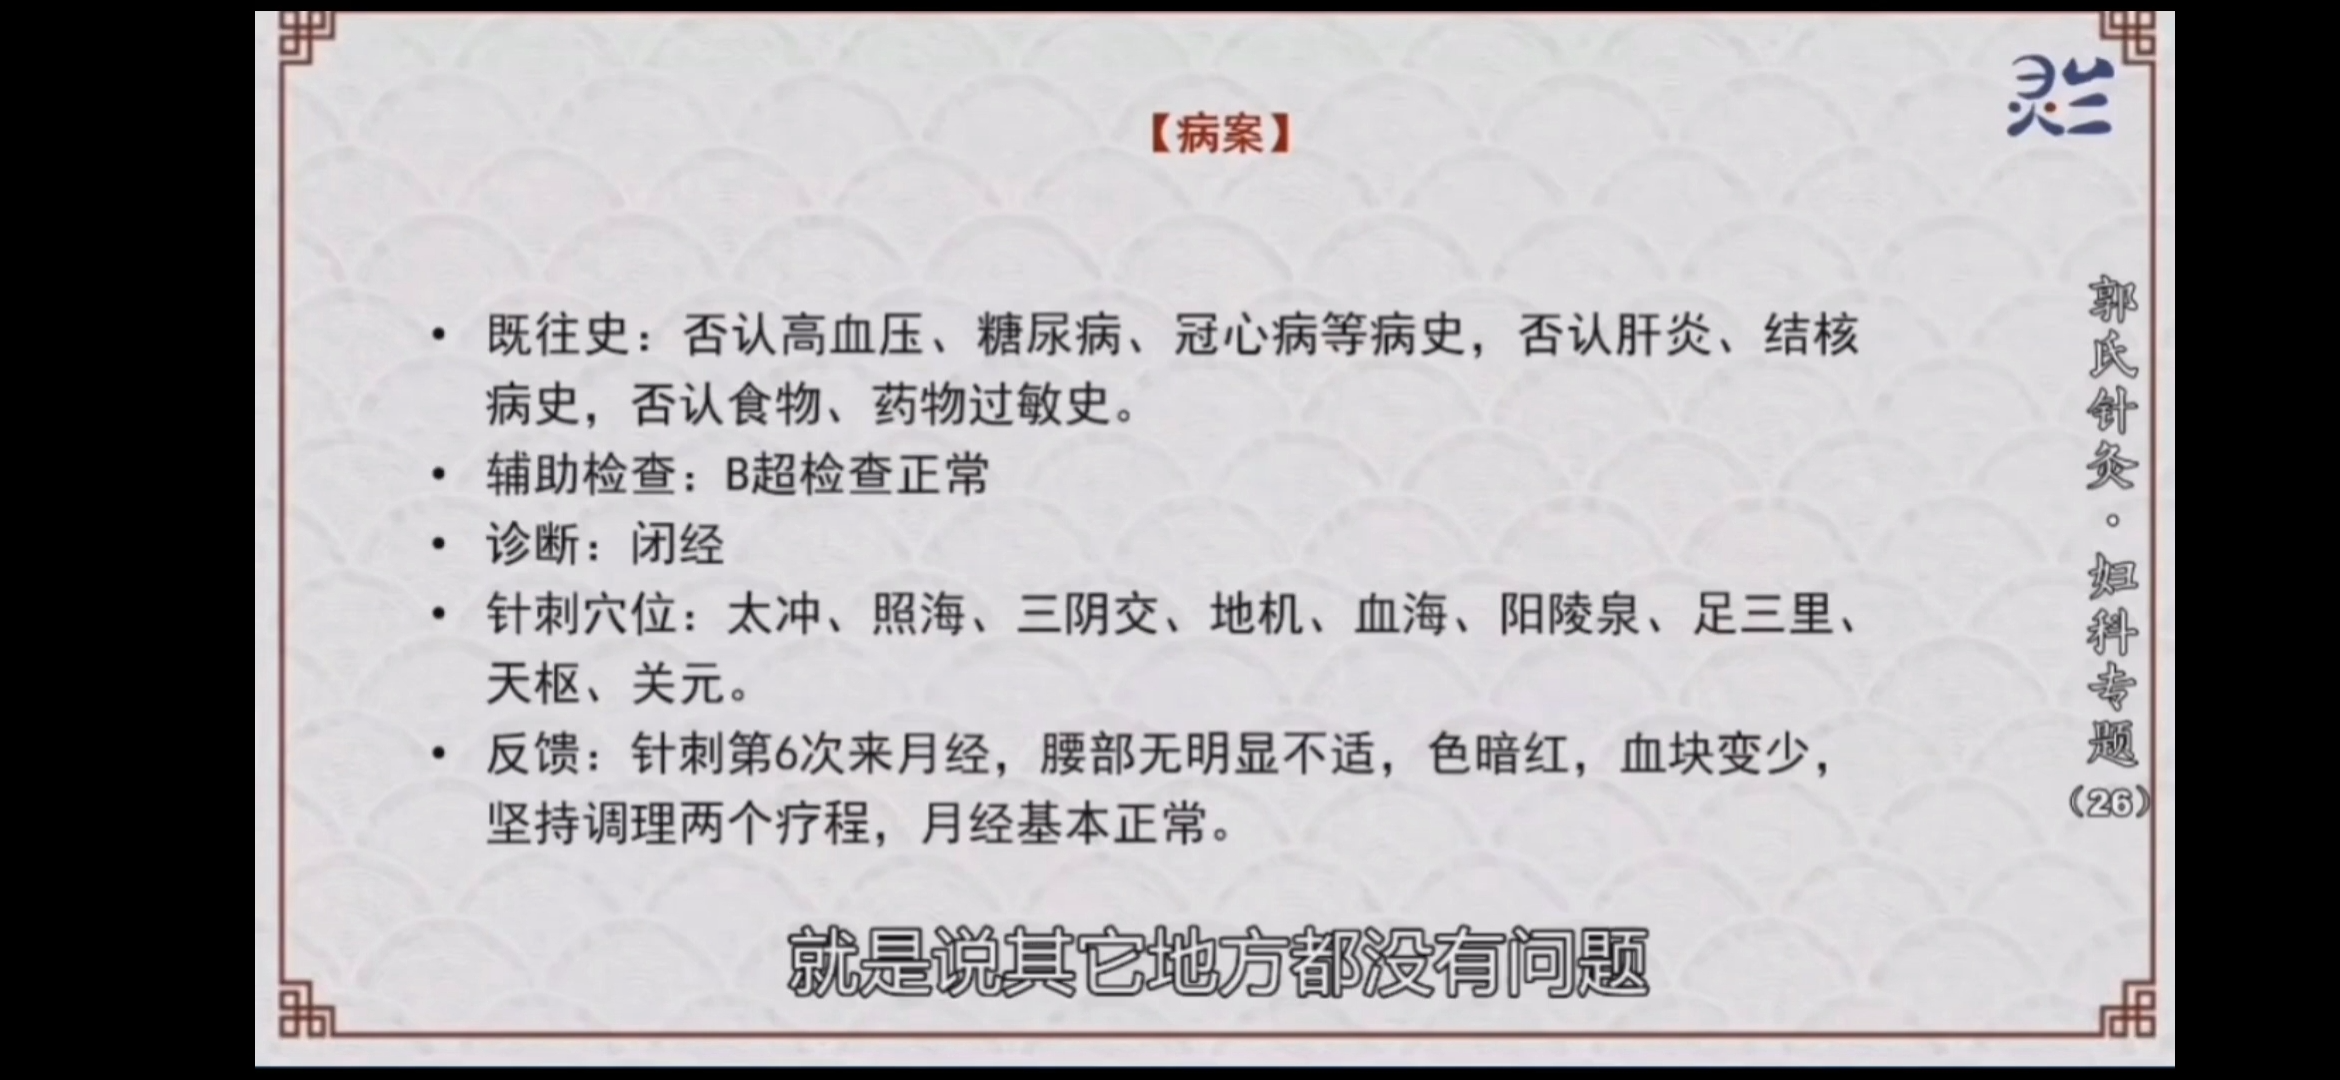 【病案】
• 既往史：否认高血压、糖尿病、冠心病等病史，否认肝炎、结核
病史，否认食物、药物过敏史。
• 辅助检查：B超检查正常
• 诊断：闭经
• 针刺穴位：太冲、照海、三阴交、地机、血海、阳陵泉、足三里、
天枢、关元。
• 反馈：针刺第6次来月经，腰部无明显不适，色暗红，血块变少，
坚持调理两个疗程，月经基本正常。
就是说其它地方都没有问题
灵兰
郭氏针灸·妇科专题（26）